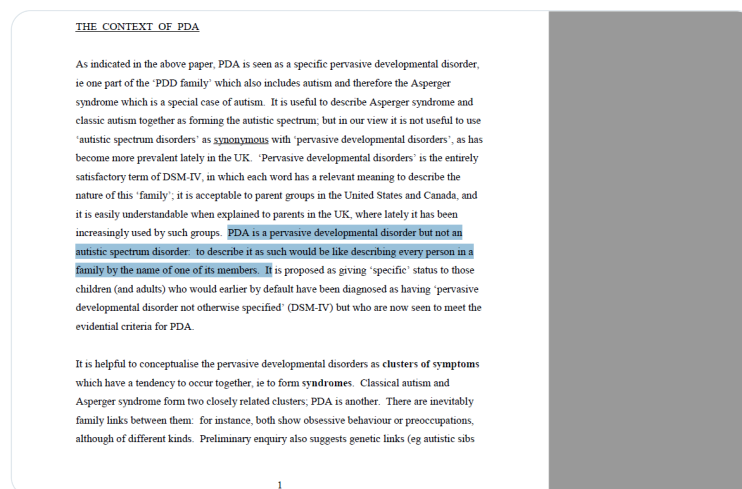 THE CONTEXT OF PDA
As indicated in the above paper, PDA is seen as a specific pervasive developmental disorder,
ie one part of the ‘PDD family’ which also includes autism and therefore the Asperger
syndrome which is a special case of autism. It is useful to describe Asperger syndrome and
classic autism together as forming the autistic spectrum; but in our view it is not useful to use
‘autistic spectrum disorders’ as synonymous with ‘pervasive developmental disorders’, as has
become more prevalent lately in the UK. ‘Pervasive developmental disorders’ is the entirely
satisfactory term of DSM-IV, in which each word has a relevant meaning to describe the
nature of this ‘family’; it is acceptable to parent groups in the United States and Canada, and
it is easily understandable when explained to parents in the UK, where lately it has been
increasingly used by such groups. PDA is a pervasive developmental disorder but not an
autistic spectrum disorder: to describe it as such would be like describing every person in a
family by the name of one of its members. It is proposed as giving ‘specific’ status to those
children (and adults) who would earlier by default have been diagnosed as having ‘pervasive
developmental disorder not otherwise specified’ (DSM-IV) but who are now seen to meet the
evidential criteria for PDA.
It is helpful to conceptualise the pervasive developmental disorders as clusters of symptoms
which have a tendency to occur together, ie to form syndromes. Classical autism and
Asperger syndrome form two closely related clusters; PDA is another. There are inevitably
family links between them: for instance, both show obsessive behaviour or preoccupations,
although of different kinds. Preliminary enquiry also suggests genetic links (eg autistic sibs
1